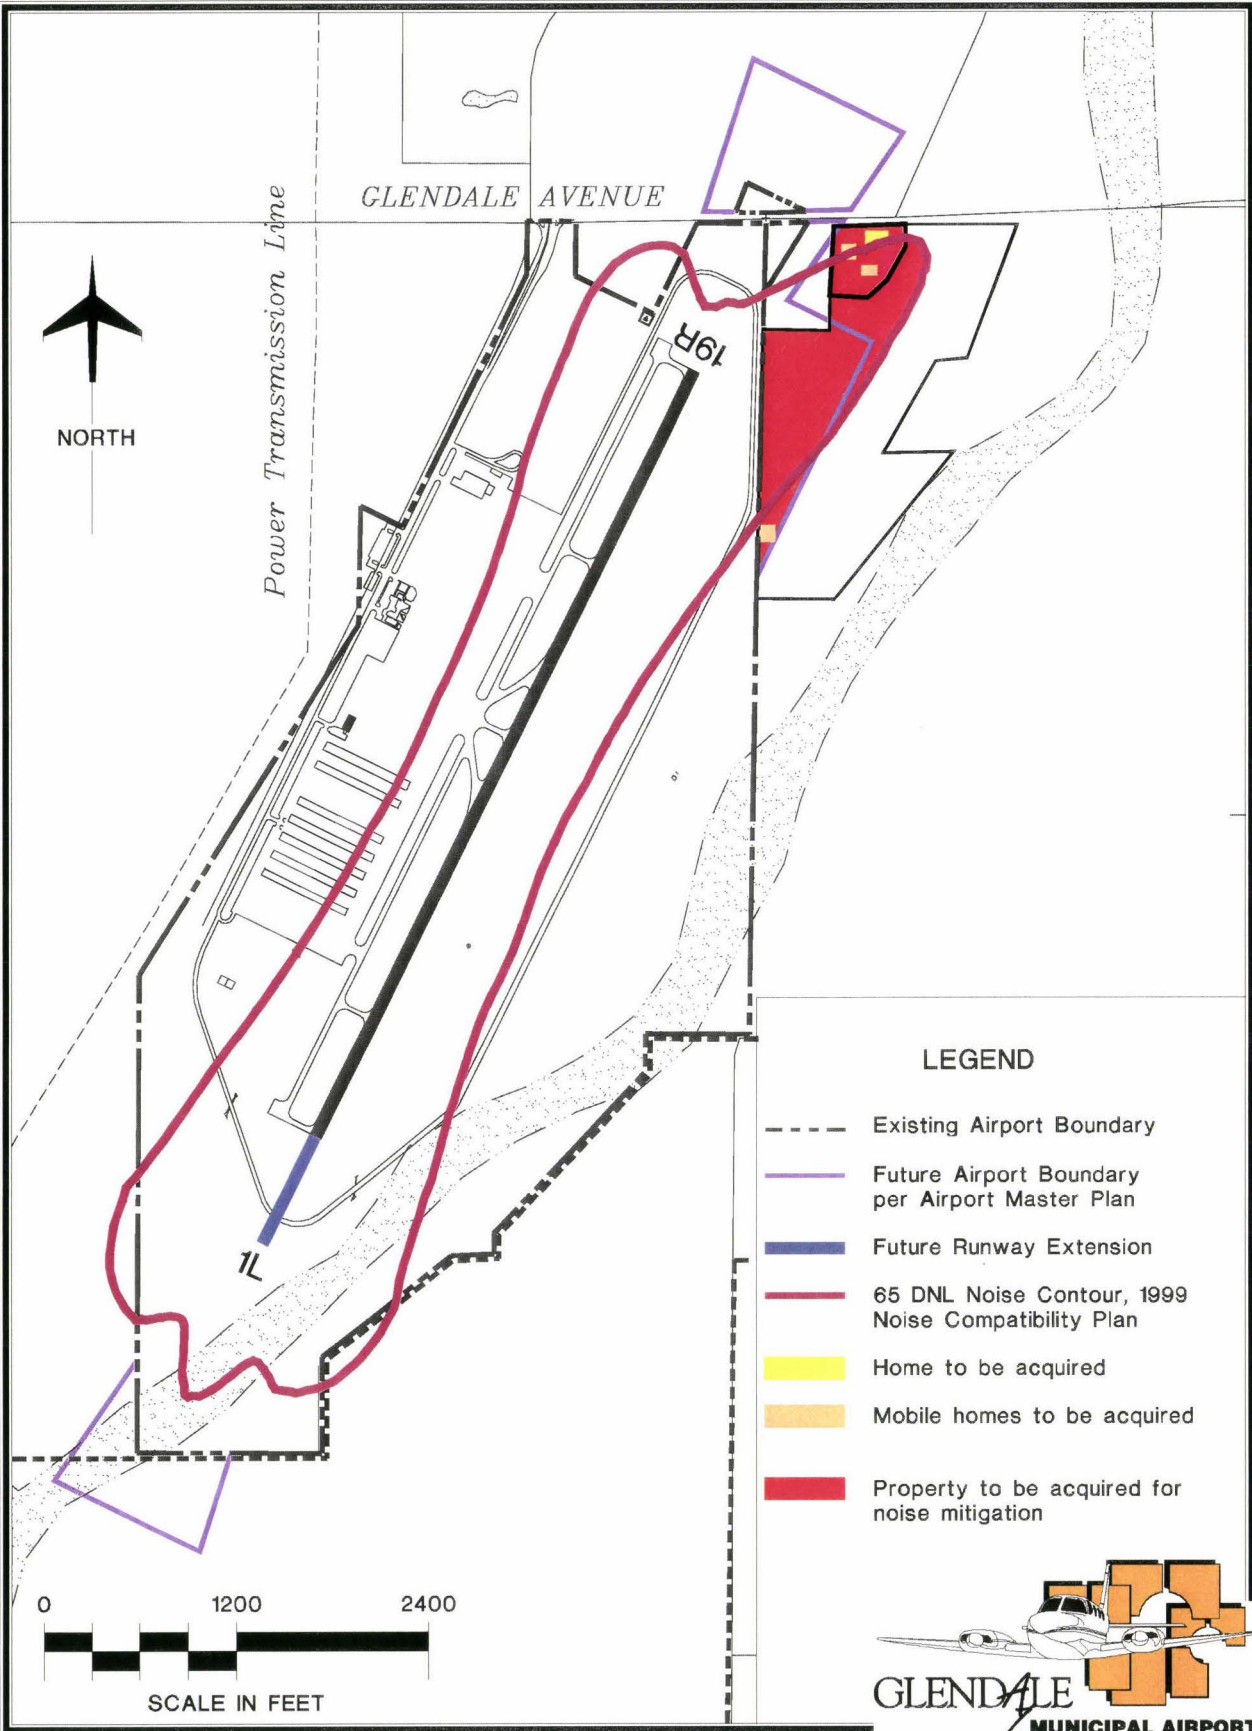 GLENDALE AVENUE
Power Transmission Line
NORTH
19R
1L
LEGEND
Existing Airport Boundary
Future Airport Boundary
per Airport Master Plan
Future Runway Extension
65 DNL Noise Contour, 1999
Noise Compatibility Plan
Home to be acquired
Mobile homes to be acquired
Property to be acquired for
noise mitigation
0 1200 2400
SCALE IN FEET
GLENDALE
MUNICIPAL AIRPORT